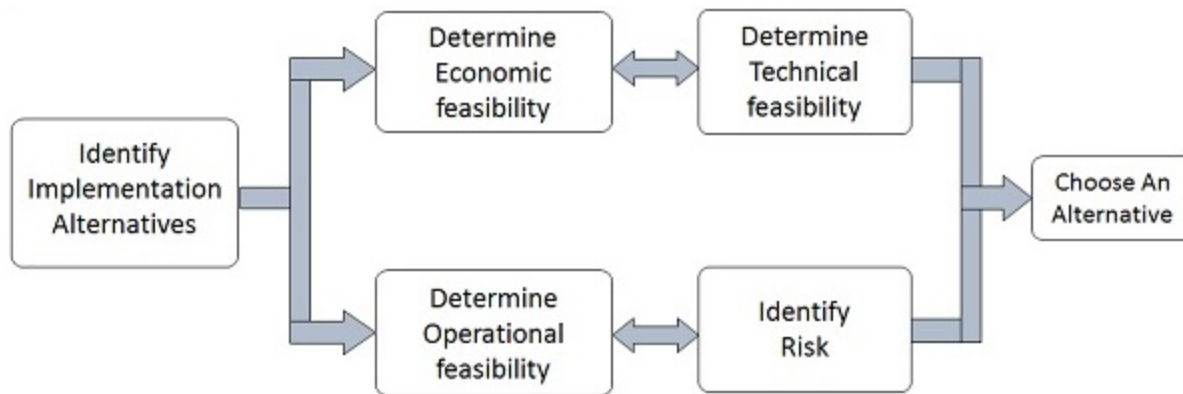 Identify
Implementation
Alternatives
Determine
Economic
feasibility
Determine
Technical
feasibility
Determine
Operational
feasibility
Identify
Risk
Choose An
Alternative